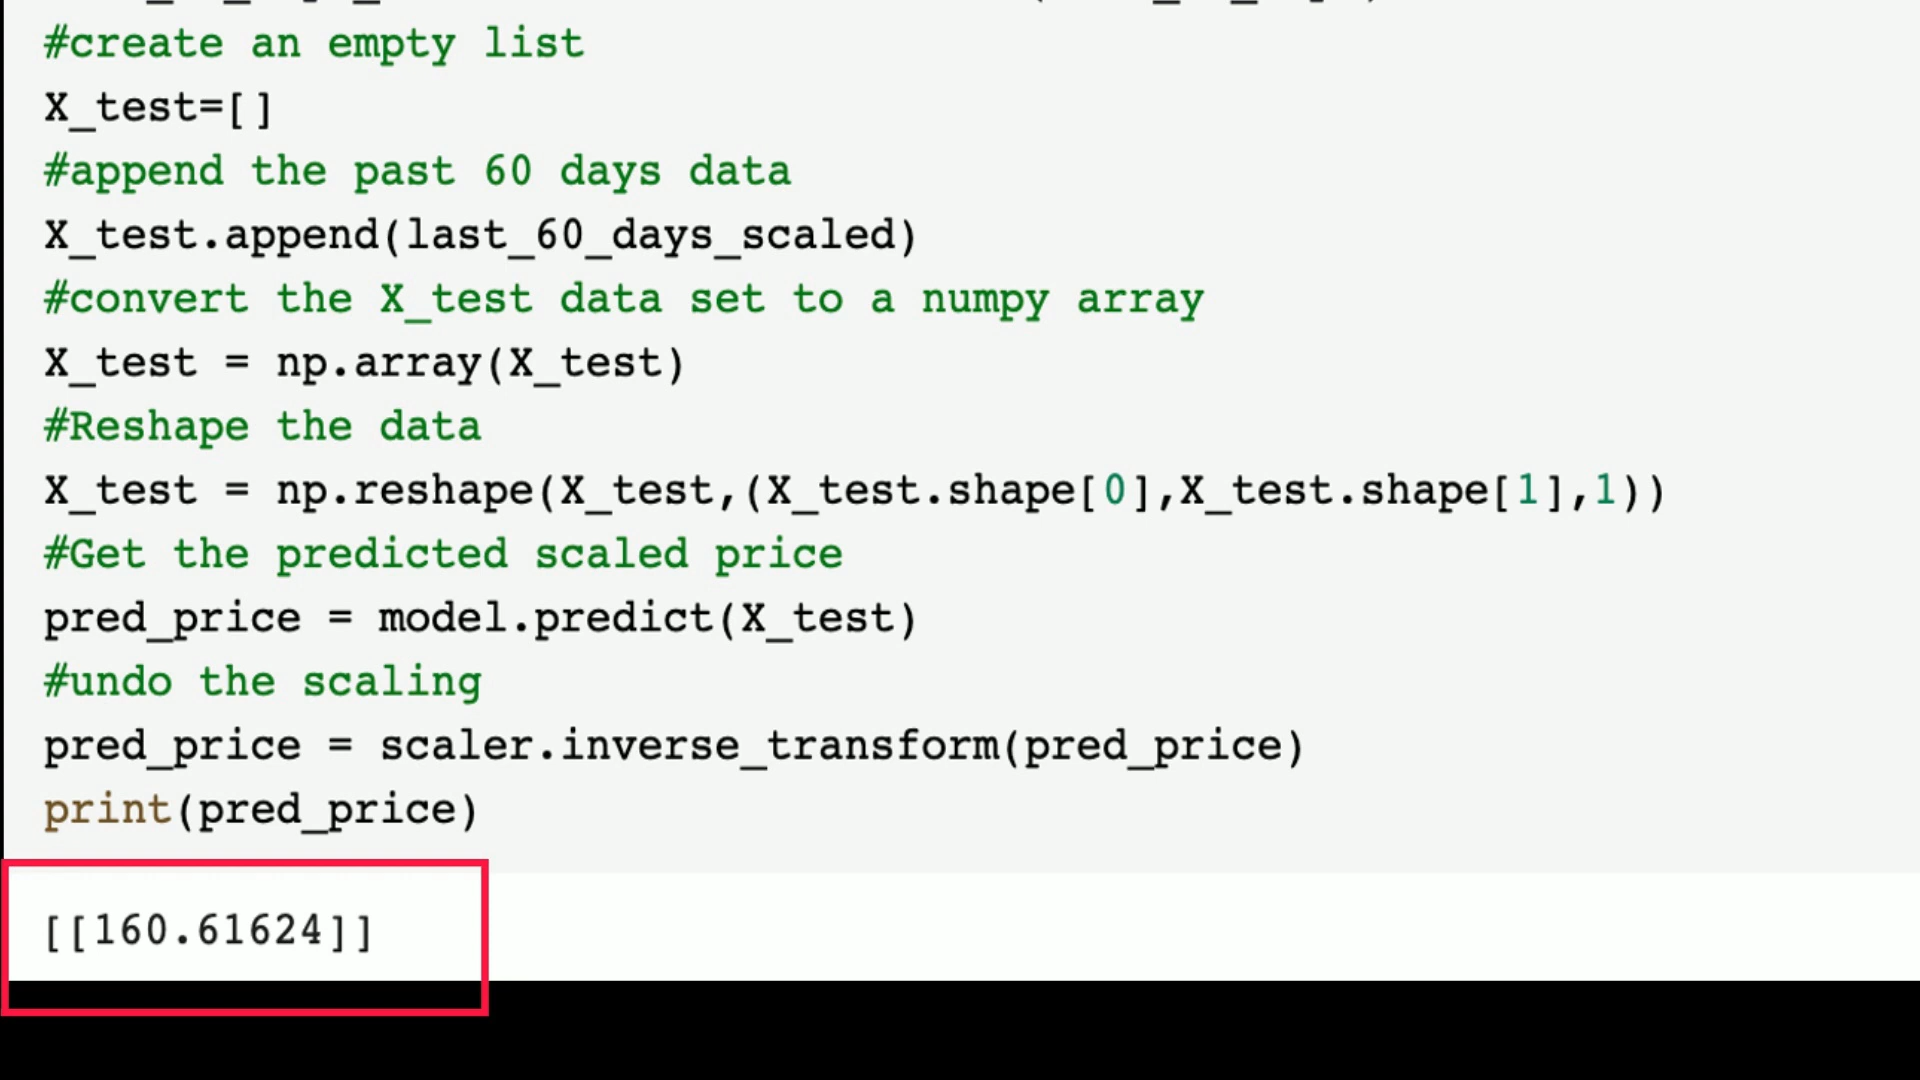 #create an empty list
X_test=[]
#append the past 60 days data
X_test.append(last_60_days_scaled)
#convert the X_test data set to a numpy array
X_test = np.array(X_test)
#Reshape the data
X_test = np.reshape(X_test,(X_test.shape[0],X_test.shape[1],1))
#Get the predicted scaled price
pred_price = model.predict(X_test)
#undo the scaling
pred_price = scaler.inverse_transform(pred_price)
print(pred_price)
[[160.61624]]